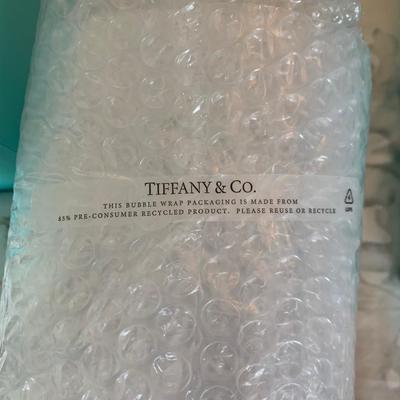 TIFFANY & CO.
THIS BUBBLE WRAP PACKAGING IS MADE FROM
85% PRE-CONSUMER RECYCLED PRODUCT. PLEASE REUSE OR RECYCLE